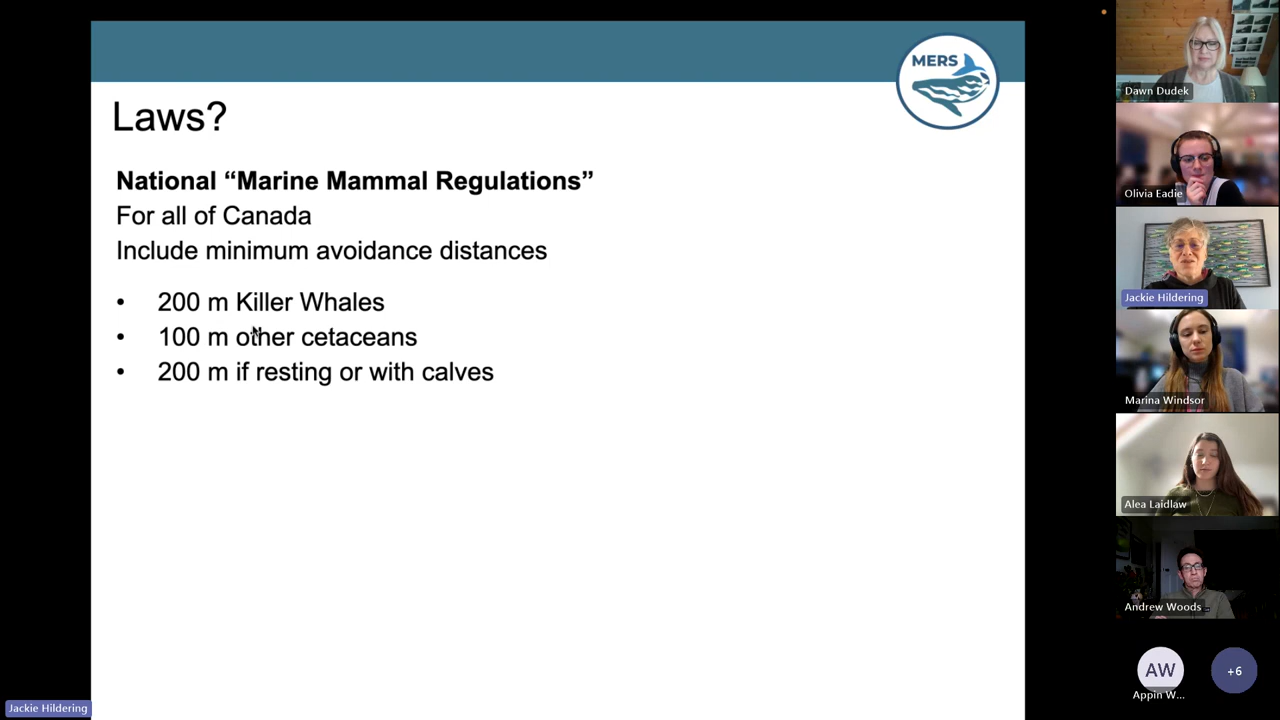 MERS
Laws?
National “Marine Mammal Regulations”
For all of Canada
Include minimum avoidance distances
• 200 m Killer Whales
• 100 m other cetaceans
• 200 m if resting or with calves
Dawn Dudek
Olivia Eadie
Jackie Hildering
Marina Windsor
Alea Laidlaw
Andrew Woods
AW
+6
Appin W...
Jackie Hildering